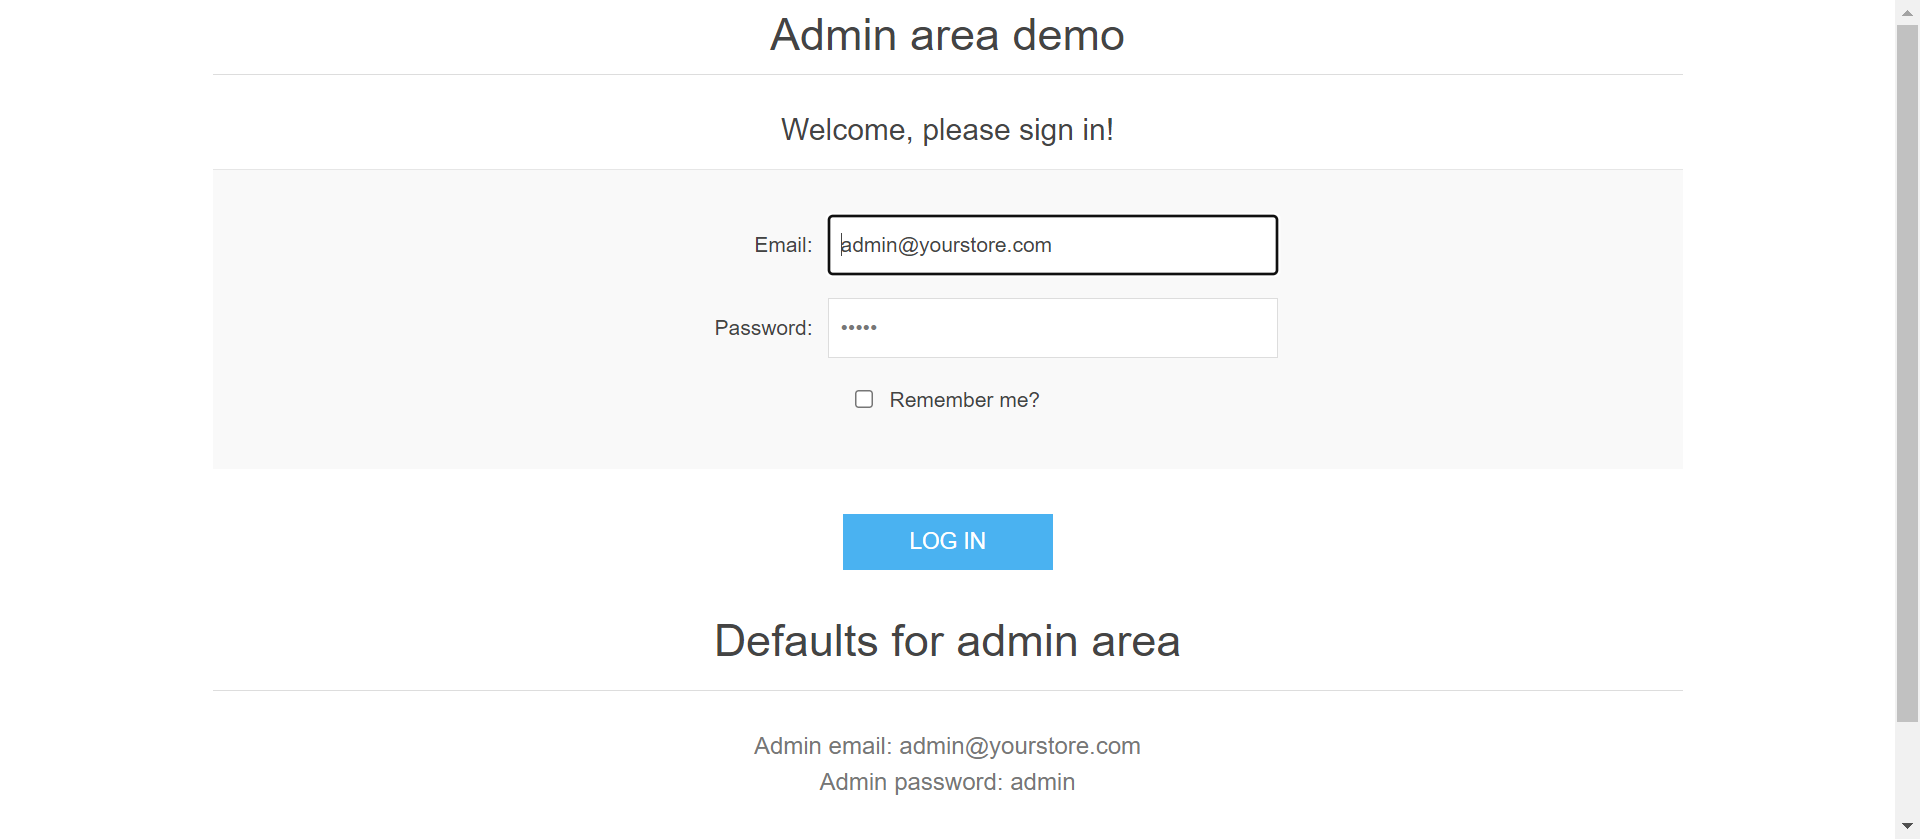 Admin area demo
Welcome, please sign in!
Email: admin@yourstore.com
Password: •••••
Remember me?
LOG IN
Defaults for admin area
Admin email: admin@yourstore.com
Admin password: admin